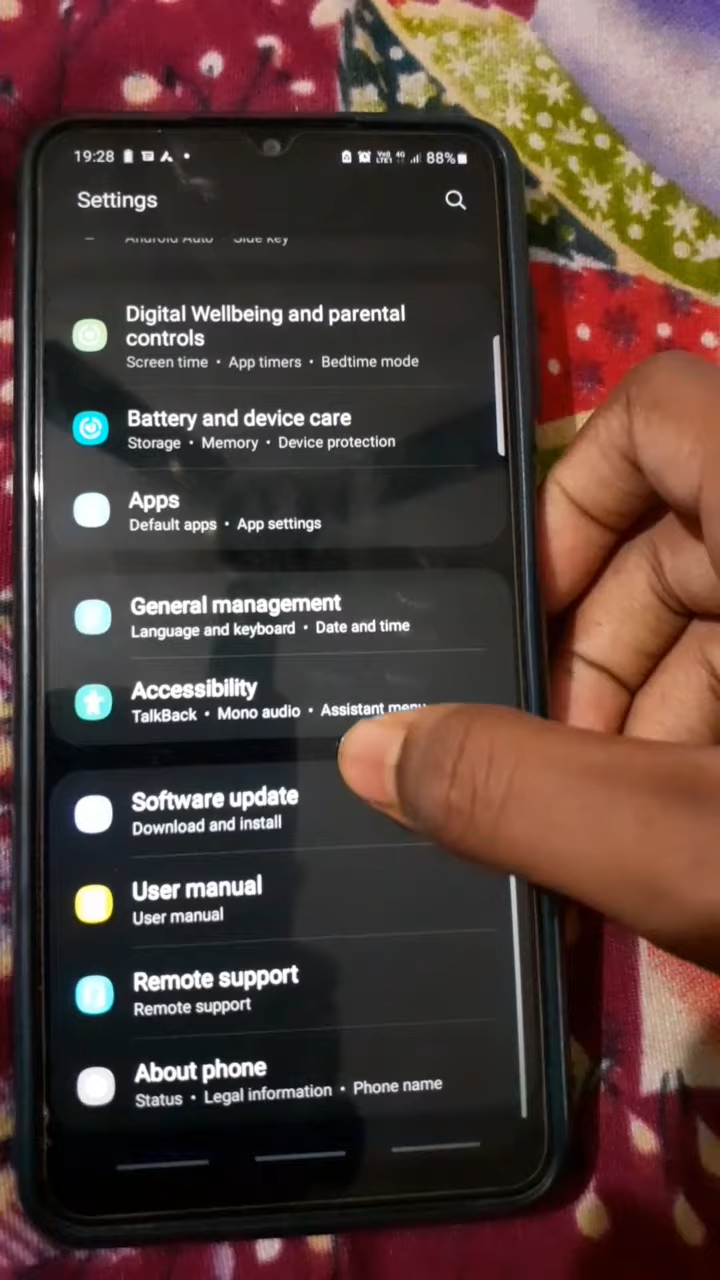 19:28
VoLTE1 4G 88%
Settings
Android Auto • Side key
Digital Wellbeing and parental
controls
Screen time • App timers • Bedtime mode
Battery and device care
Storage • Memory • Device protection
Apps
Default apps • App settings
General management
Language and keyboard • Date and time
Accessibility
TalkBack • Mono audio • Assistant menu
Software update
Download and install
User manual
User manual
Remote support
Remote support
About phone
Status • Legal information • Phone name